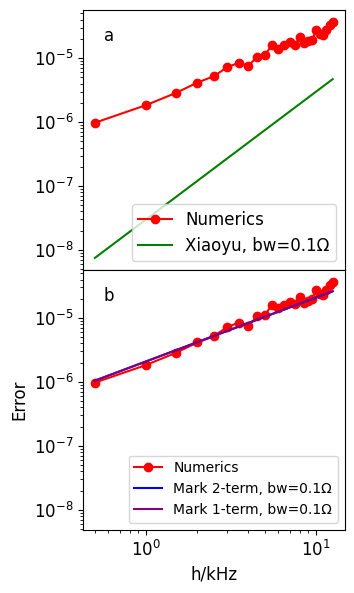 a
10⁻⁵
10⁻⁶
10⁻⁷
10⁻⁸
Numerics
Xiaoyu, bw=0.1Ω
b
10⁻⁵
10⁻⁶
10⁻⁷
10⁻⁸
Error
Numerics
Mark 2-term, bw=0.1Ω
Mark 1-term, bw=0.1Ω
10⁰
10¹
h/kHz